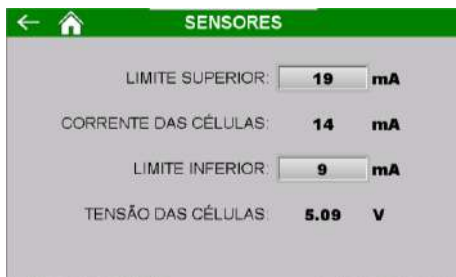 SENSORES
LIMITE SUPERIOR: 19 mA
CORRENTE DAS CÉLULAS: 14 mA
LIMITE INFERIOR: 9 mA
TENSÃO DAS CÉLULAS: 5.09 V